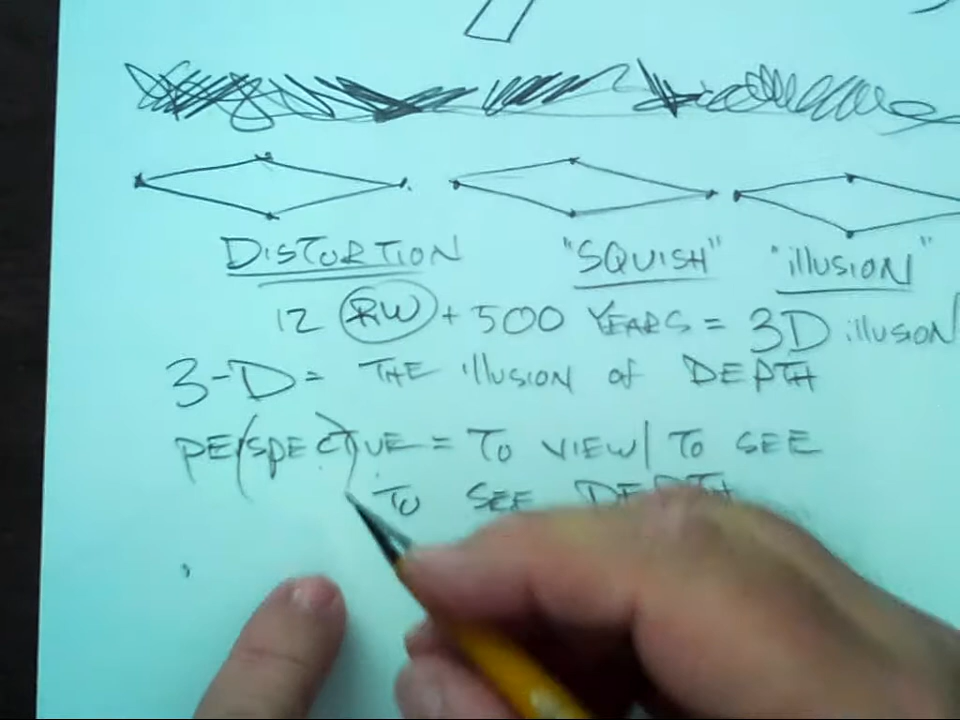 DISTORTION "SQUISH" "illUSION"
12 RW + 500 YEARS = 3D illUSION
3-D = THE illUSION of DEPTH
PERSPECTIVE = TO VIEW / TO SEE
TO SEE DEPTH